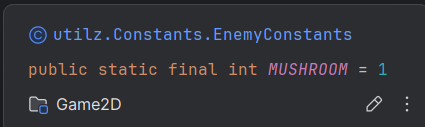 utilz.Constants.EnemyConstants
public static final int MUSHROOM = 1
Game2D